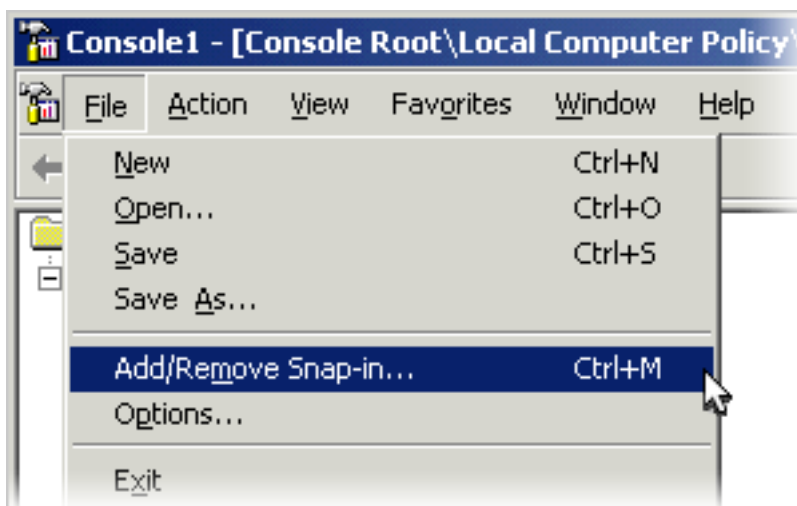 Console1 - [Console Root\Local Computer Policy\
File Action View Favorites Window Help
New Ctrl+N
Open... Ctrl+O
Save Ctrl+S
Save As...
Add/Remove Snap-in... Ctrl+M
Options...
Exit